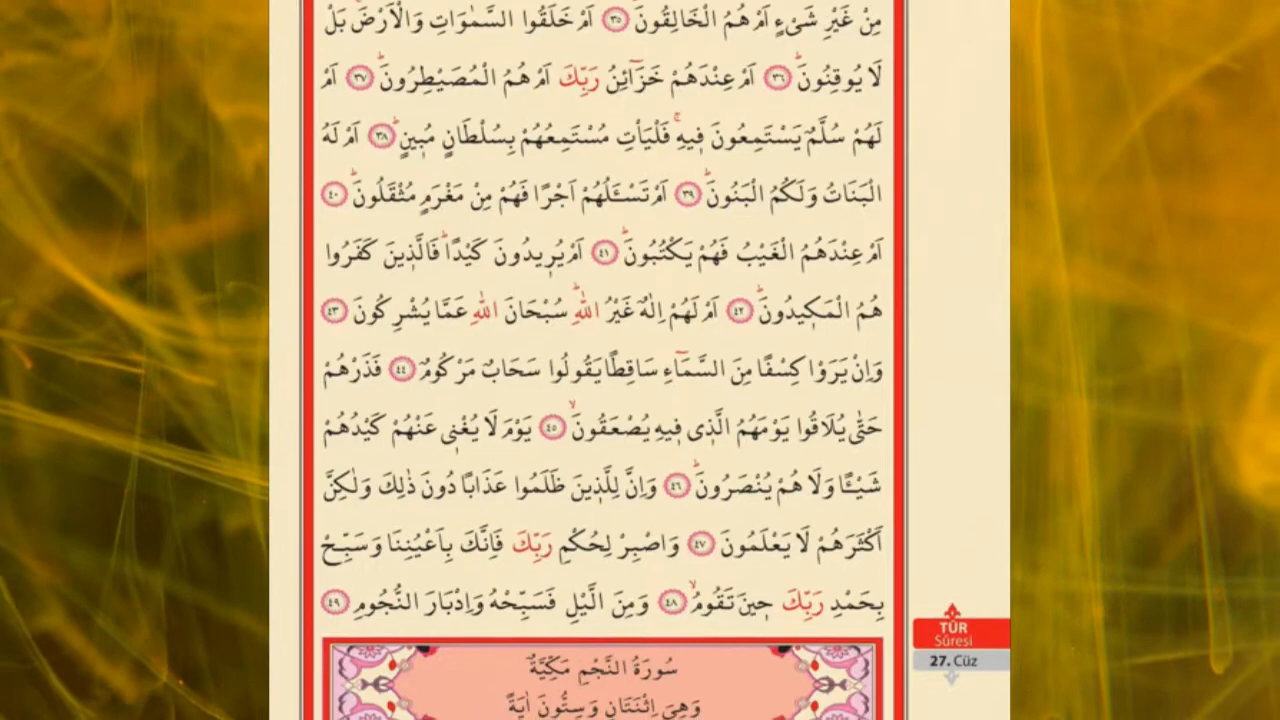 مِنْ غَيْرِ شَیْءٍ اَمْ هُمُ الْخَالِقُونَۜ ﴿٣٥﴾ اَمْ خَلَقُوا السَّمٰوَاتِ وَالْاَرْضَۚ بَلْ
لَا يُوقِنُونَۜ ﴿٣٦﴾ اَمْ عِنْدَهُمْ خَزَٓائِنُ رَبِّكَ اَمْ هُمُ الْمُصَيْطِرُونَۜ ﴿٣٧﴾ اَمْ
لَهُمْ سُلَّمٌ يَسْتَمِعُونَ ف۪يهِۚ فَلْيَأْتِ مُسْتَمِعُهُمْ بِسُلْطَانٍ مُب۪ينٍۜ ﴿٣٨﴾ اَمْ لَهُ
الْبَنَاتُ وَلَكُمُ الْبَنُونَۜ ﴿٣٩﴾ اَمْ تَسْـَٔلُهُمْ اَجْرًا فَهُمْ مِنْ مَغْرَمٍ مُثْقَلُونَۜ ﴿٤٠﴾
اَمْ عِنْدَهُمُ الْغَيْبُ فَهُمْ يَكْتُبُونَۜ ﴿٤١﴾ اَمْ يُر۪يدُونَ كَيْدًاۜ فَالَّذ۪ينَ كَفَرُوا
هُمُ الْمَك۪يدُونَۜ ﴿٤٢﴾ اَمْ لَهُمْ اِلٰهٌ غَيْرُ اللّٰهِۜ سُبْحَانَ اللّٰهِ عَمَّا يُشْرِكُونَ ﴿٤٣﴾
وَاِنْ يَرَوْا كِسْفًا مِنَ السَّمَٓاءِ سَاقِطًا يَقُولُوا سَحَابٌ مَرْكُومٌ ﴿٤٤﴾ فَذَرْهُمْ
حَتّٰى يُلَاقُوا يَوْمَهُمُ الَّذ۪ى ف۪يهِ يُصْعَقُونَۙ ﴿٤٥﴾ يَوْمَ لَا يُغْن۪ى عَنْهُمْ كَيْدُهُمْ
شَيْـًٔا وَلَا هُمْ يُنْصَرُونَۜ ﴿٤٦﴾ وَاِنَّ لِلَّذ۪ينَ ظَلَمُوا عَذَابًا دُونَ ذٰلِكَ وَلٰكِنَّ
اَكْثَرَهُمْ لَا يَعْلَمُونَ ﴿٤٧﴾ وَاصْبِرْ لِحُكْمِ رَبِّكَ فَاِنَّكَ بِاَعْيُنِنَا وَسَبِّحْ
بِحَمْدِ رَبِّكَ ح۪ينَ تَقُومُۙ ﴿٤٨﴾ وَمِنَ الَّيْلِ فَسَبِّحْهُ وَاِدْبَارَ النُّجُومِ ﴿٤٩﴾
سُورَةُ النَّجْمِ مَكِّيَّةٌ
وَهِىَ اِثْنَتَانِ وَسِتُّونَ اٰيَةً
TÛR
Sûresi
27. Cüz